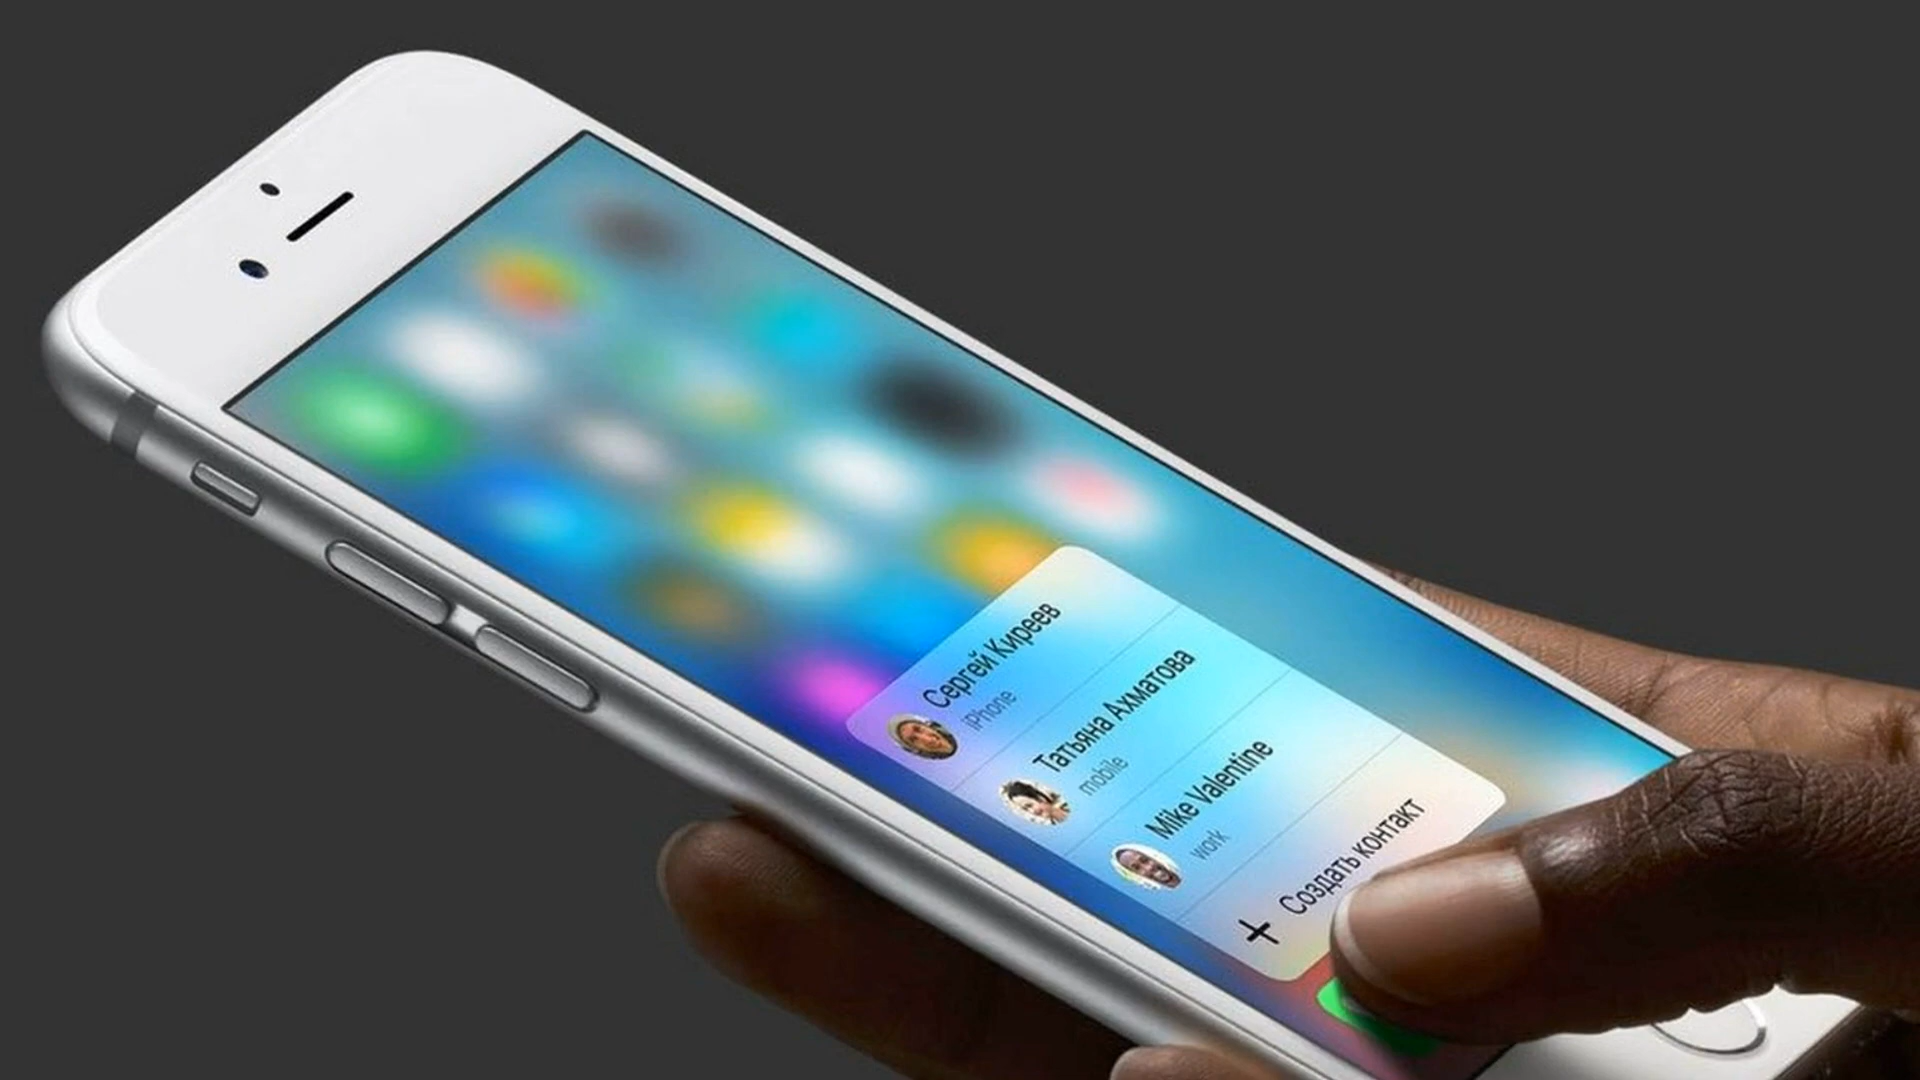 Сергей Киреев
iPhone
Татьяна Ахматова
mobile
Mike Valentine
work
+ Создать контакт